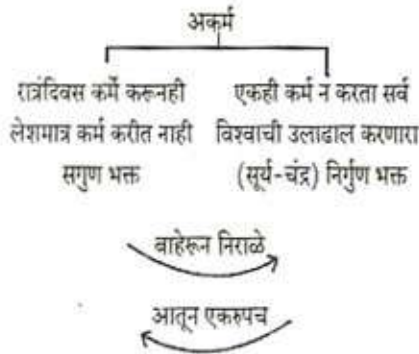 अकर्म
रात्रंदिवस कर्मे करूनही
लेशमात्र कर्म करीत नाही
सगुण भक्त
एकही कर्म न करता सर्व
विश्वाची उलाढाल करणारा
(सूर्य-चंद्र) निर्गुण भक्त
बाहेरून निराळे
आतून एकरुपच